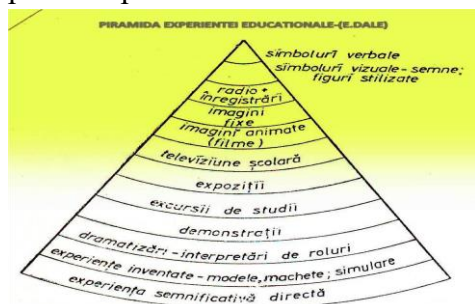 PIRAMIDA EXPERIENTEI EDUCATIONALE-(E.DALE)
simboluri verbale
simboluri vizuale - semne;
figuri stilizate
radio +
înregistrări
imagini
fixe
imagini animate
(filme)
televiziune școlară
expoziții
excursii de studii
demonstrații
dramatizări - interpretări de roluri
experiențe inventate - modele, machete; simulare
experiența semnificativă directă